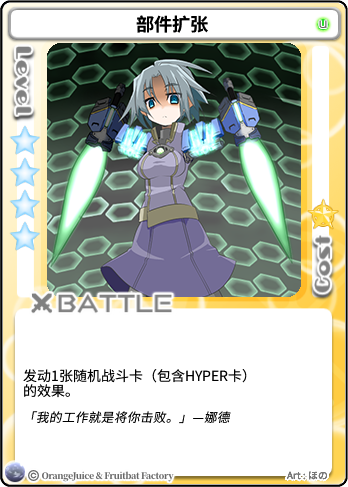 部件扩张
U
Level
Cost
BATTLE
发动1张随机战斗卡（包含HYPER卡）
的效果。
「我的工作就是将你击败。」—娜德
© OrangeJuice & Fruitbat Factory
Art : ほの